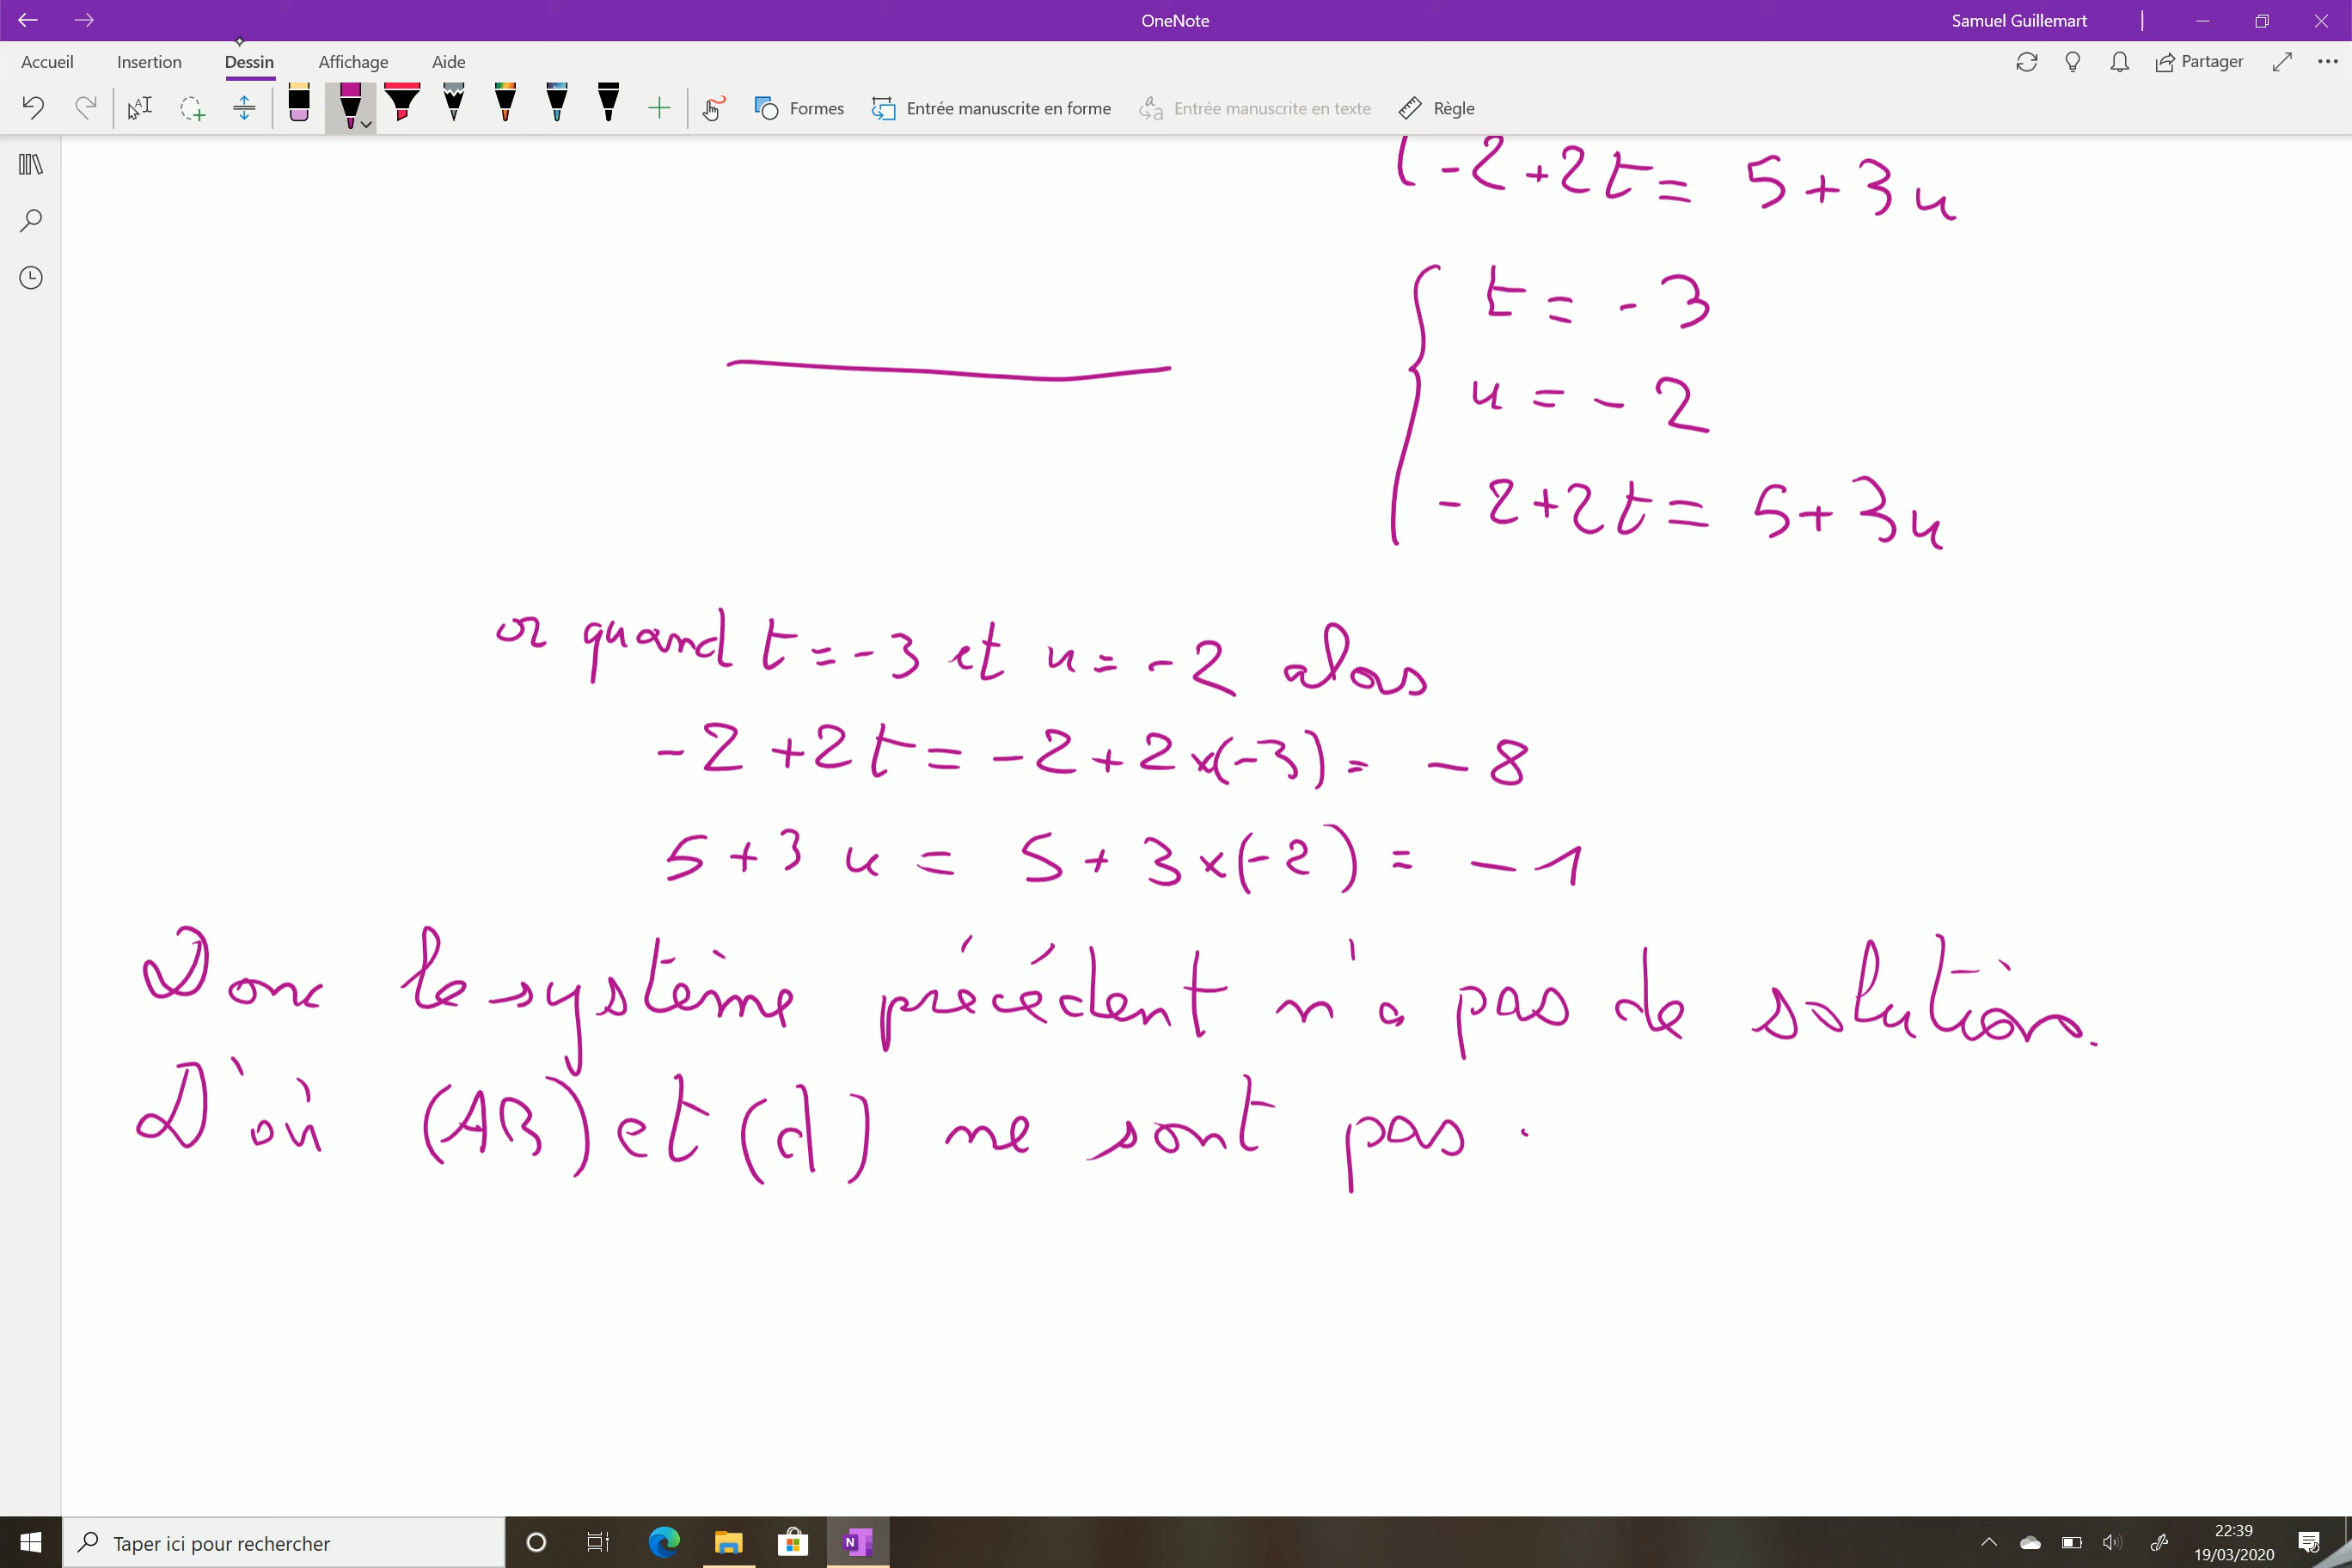 OneNote
Samuel Guillemart
Accueil Insertion Dessin Affichage Aide
Partager
Formes Entrée manuscrite en forme Entrée manuscrite en texte Règle
-2+2t= 5+3u
t = -3
u = -2
-2+2t= 5+3u
or quand t=-3 et u=-2 alors
-2+2t=-2+2×(-3)= -8
5+3u = 5+3×(-2) = -1
Donc le système précédent n'a pas de solution.
D'où (AB) et (d) ne sont pas
Taper ici pour rechercher
22:39
19/03/2020